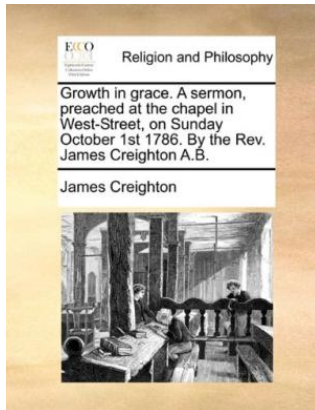 ECCO
Religion and Philosophy
Growth in grace. A sermon,
preached at the chapel in
West-Street, on Sunday
October 1st 1786. By the Rev.
James Creighton A.B.
James Creighton